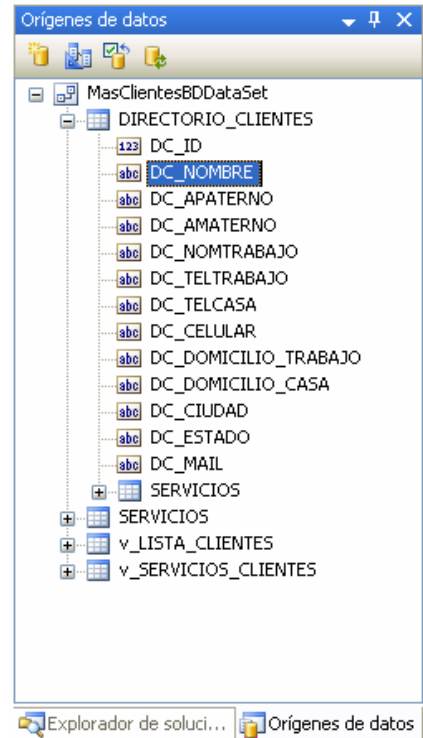 Orígenes de datos
MasClientesBDDataSet
DIRECTORIO_CLIENTES
123 DC_ID
abc DC_NOMBRE
abc DC_APATERNO
abc DC_AMATERNO
abc DC_NOMTRABAJO
abc DC_TELTRABAJO
abc DC_TELCASA
abc DC_CELULAR
abc DC_DOMICILIO_TRABAJO
abc DC_DOMICILIO_CASA
abc DC_CIUDAD
abc DC_ESTADO
abc DC_MAIL
SERVICIOS
SERVICIOS
v_LISTA_CLIENTES
v_SERVICIOS_CLIENTES
Explorador de soluci... Orígenes de datos